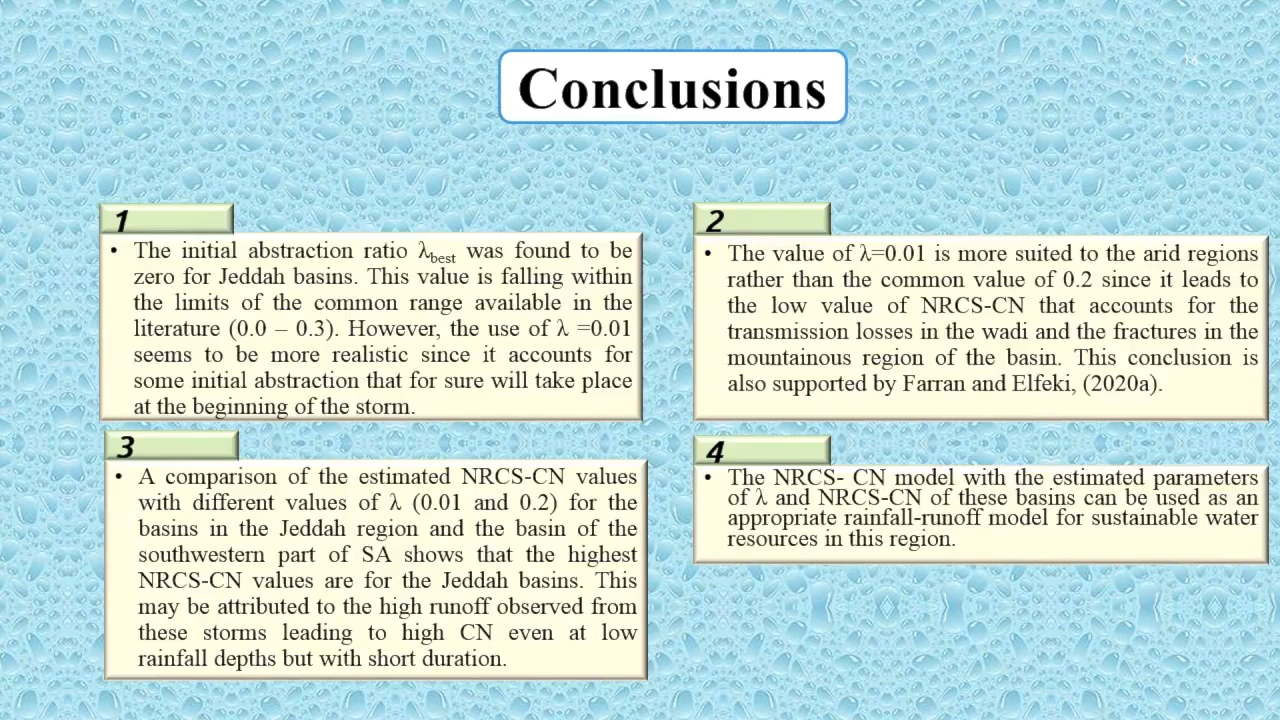 Conclusions
1
• The initial abstraction ratio λbest was found to be
zero for Jeddah basins. This value is falling within
the limits of the common range available in the
literature (0.0 – 0.3). However, the use of λ =0.01
seems to be more realistic since it accounts for
some initial abstraction that for sure will take place
at the beginning of the storm.
2
• The value of λ=0.01 is more suited to the arid regions
rather than the common value of 0.2 since it leads to
the low value of NRCS-CN that accounts for the
transmission losses in the wadi and the fractures in the
mountainous region of the basin. This conclusion is
also supported by Farran and Elfeki, (2020a).
3
• A comparison of the estimated NRCS-CN values
with different values of λ (0.01 and 0.2) for the
basins in the Jeddah region and the basin of the
southwestern part of SA shows that the highest
NRCS-CN values are for the Jeddah basins. This
may be attributed to the high runoff observed from
these storms leading to high CN even at low
rainfall depths but with short duration.
4
• The NRCS- CN model with the estimated parameters
of λ and NRCS-CN of these basins can be used as an
appropriate rainfall-runoff model for sustainable water
resources in this region.